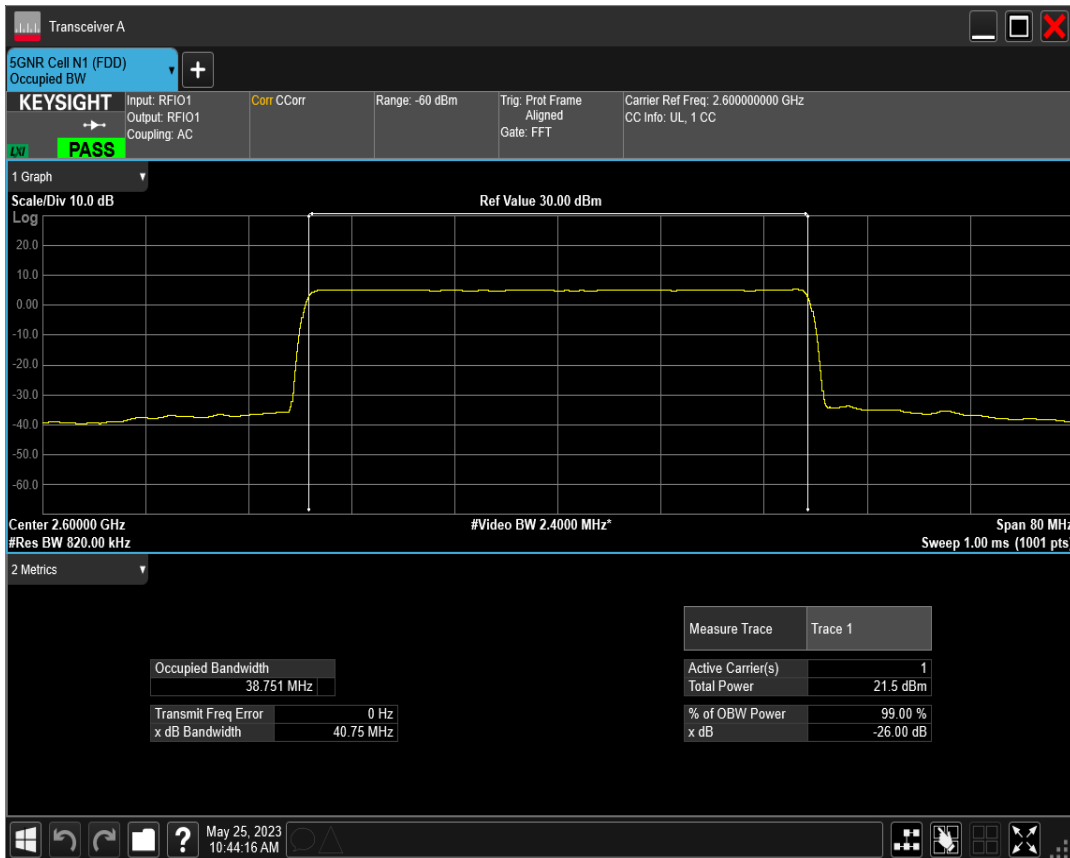 Transceiver A
5GNR Cell N1 (FDD)
Occupied BW
+
KEYSIGHT
LXI
PASS
Input: RFIO1
Output: RFIO1
Coupling: AC
Corr CCorr
Range: -60 dBm
Trig: Prot Frame
Aligned
Gate: FFT
Carrier Ref Freq: 2.600000000 GHz
CC Info: UL, 1 CC
1 Graph
Scale/Div 10.0 dB
Ref Value 30.00 dBm
Log
20.0
10.0
0.00
-10.0
-20.0
-30.0
-40.0
-50.0
-60.0
Center 2.60000 GHz
#Video BW 2.4000 MHz*
Span 80 MHz
#Res BW 820.00 kHz
Sweep 1.00 ms (1001 pts)
2 Metrics
Measure Trace Trace 1
Occupied Bandwidth
38.751 MHz
Active Carrier(s) 1
Total Power 21.5 dBm
Transmit Freq Error 0 Hz
x dB Bandwidth 40.75 MHz
% of OBW Power 99.00 %
x dB -26.00 dB
?
May 25, 2023
10:44:16 AM